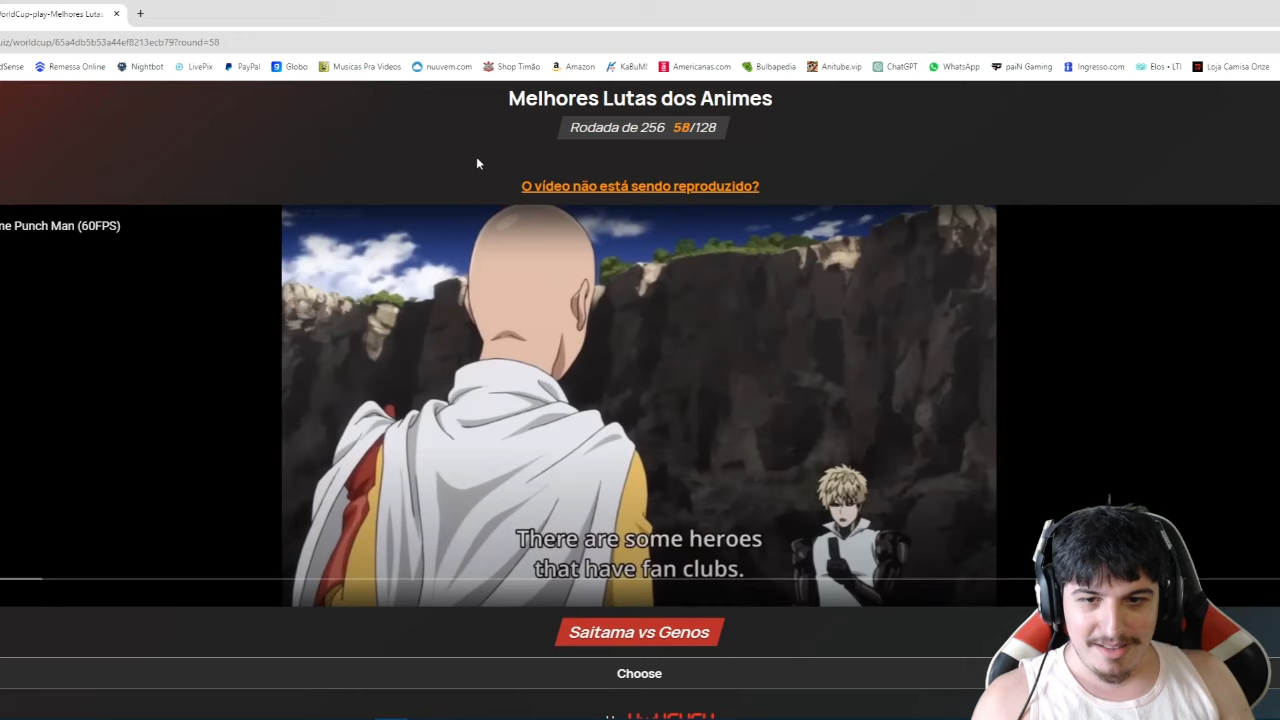 WorldCup-play-Melhores Lutas
uiz/worldcup/65a4db5b53a44ef8213ecb79?round=58
dSense Remessa Online Nightbot LivePix PayPal Globo Musicas Pra Videos nuuvem.com Shop Timão Amazon KaBuM! Americanas.com Bulbapedia Anitube.vip ChatGPT WhatsApp paiN Gaming Ingresso.com Elos • LTI Loja Camisa Onze
Melhores Lutas dos Animes
Rodada de 256 58/128
O vídeo não está sendo reproduzido?
ne Punch Man (60FPS)
There are some heroes
that have fan clubs.
Saitama vs Genos
Choose